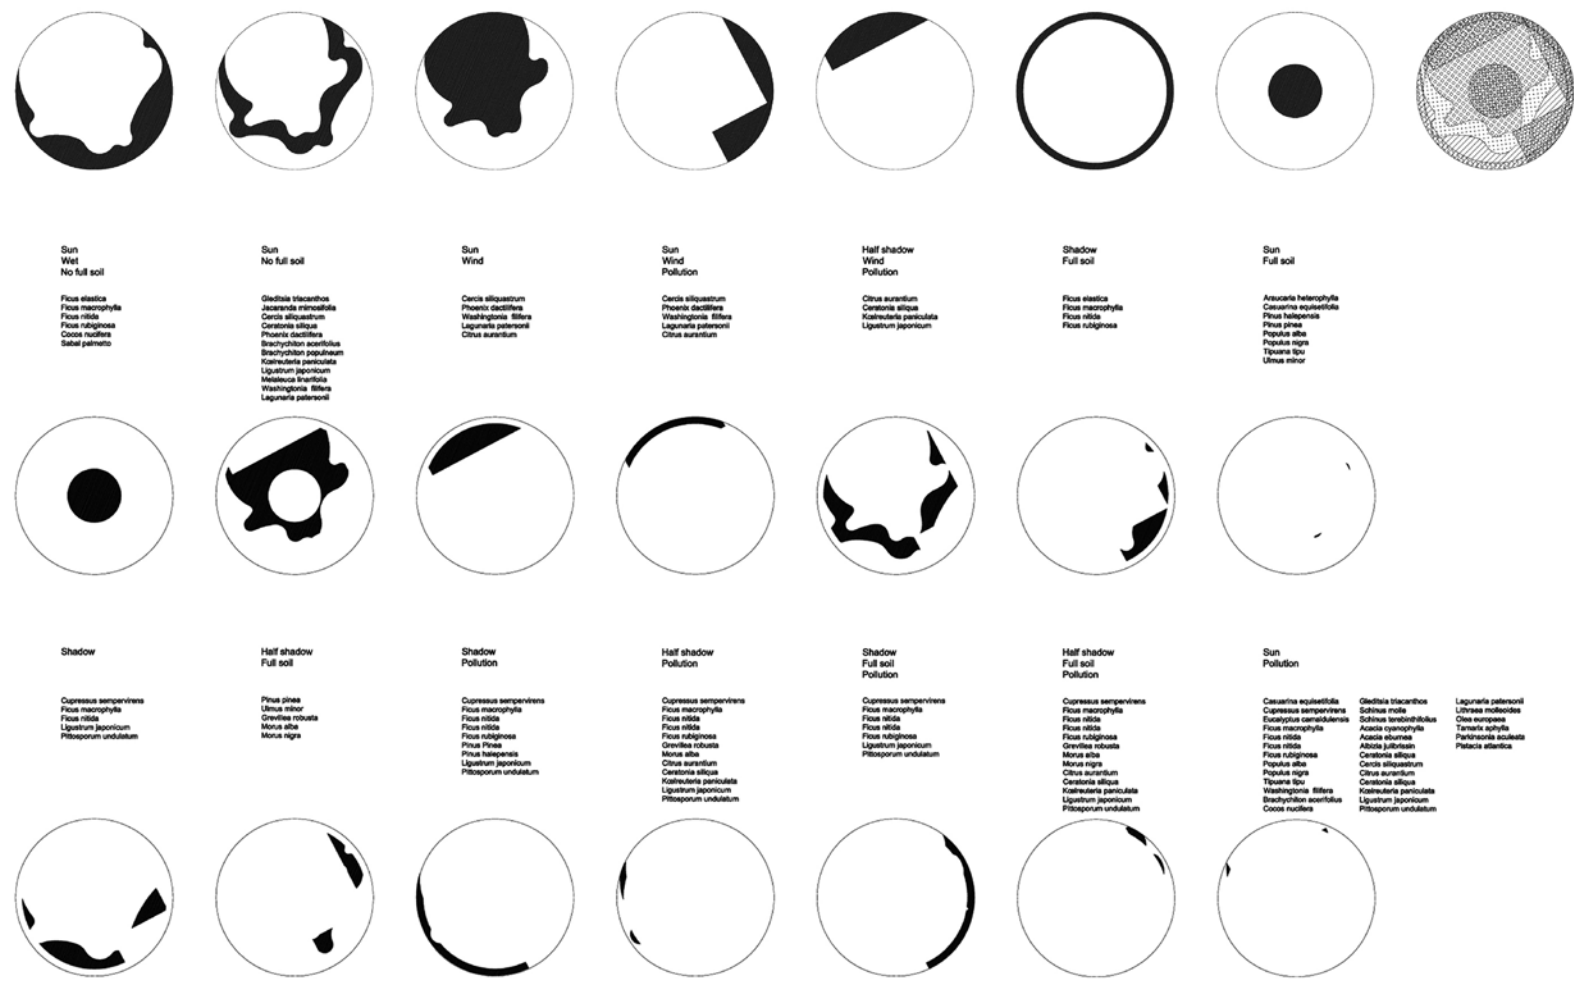 Sun
Wet
No full soil
Ficus elastica
Ficus macrophylla
Ficus nitida
Ficus rubiginosa
Cocos nucifera
Sabal palmetto
Sun
No full soil
Gleditsia triacanthos
Jacaranda mimosifolia
Cercis siliquastrum
Ceratonia siliqua
Phoenix dactilifera
Brachychiton acerifolius
Brachychiton populneum
Kœlreuteria paniculata
Ligustrum japonicum
Melaleuca linarifolia
Washingtonia filifera
Lagunaria patersonii
Sun
Wind
Cercis siliquastrum
Phoenix dactilifera
Washingtonia filifera
Lagunaria patersonii
Citrus aurantium
Sun
Wind
Pollution
Cercis siliquastrum
Phoenix dactilifera
Washingtonia filifera
Lagunaria patersonii
Citrus aurantium
Half shadow
Wind
Pollution
Citrus aurantium
Ceratonia siliqua
Kœlreuteria paniculata
Ligustrum japonicum
Shadow
Full soil
Ficus elastica
Ficus macrophylla
Ficus nitida
Ficus rubiginosa
Sun
Full soil
Araucaria heterophylla
Casuarina equisetifolia
Pinus halepensis
Pinus pinea
Populus alba
Populus nigra
Tipuana tipu
Ulmus minor
Shadow
Cupressus sempervirens
Ficus macrophylla
Ficus nitida
Ligustrum japonicum
Pittosporum undulatum
Half shadow
Full soil
Pinus pinea
Ulmus minor
Grevillea robusta
Morus alba
Morus nigra
Shadow
Pollution
Cupressus sempervirens
Ficus macrophylla
Ficus nitida
Ficus nitida
Ficus rubiginosa
Pinus Pinea
Pinus halepensis
Ligustrum japonicum
Pittosporum undulatum
Half shadow
Pollution
Cupressus sempervirens
Ficus macrophylla
Ficus nitida
Ficus nitida
Ficus rubiginosa
Grevillea robusta
Morus alba
Citrus aurantium
Ceratonia siliqua
Kœlreuteria paniculata
Ligustrum japonicum
Pittosporum undulatum
Shadow
Full soil
Pollution
Cupressus sempervirens
Ficus macrophylla
Ficus nitida
Ficus nitida
Ficus rubiginosa
Ligustrum japonicum
Pittosporum undulatum
Half shadow
Full soil
Pollution
Cupressus sempervirens
Ficus macrophylla
Ficus nitida
Ficus nitida
Ficus rubiginosa
Grevillea robusta
Morus alba
Morus nigra
Citrus aurantium
Ceratonia siliqua
Kœlreuteria paniculata
Ligustrum japonicum
Pittosporum undulatum
Sun
Pollution
Casuarina equisetifolia
Cupressus sempervirens
Eucalyptus camaldulensis
Ficus macrophylla
Ficus nitida
Ficus nitida
Ficus rubiginosa
Populus alba
Populus nigra
Tipuana tipu
Washingtonia filifera
Brachychiton acerifolius
Cocos nucifera
Gleditsia triacanthos
Schinus molle
Schinus terebinthifolius
Acacia cyanophylla
Acacia eburnea
Albizia julibrissin
Ceratonia siliqua
Cercis siliquastrum
Citrus aurantium
Ceratonia siliqua
Kœlreuteria paniculata
Ligustrum japonicum
Pittosporum undulatum
Lagunaria patersonii
Lithraea molleoides
Olea europaea
Tamarix aphylla
Parkinsonia aculeata
Pistacia atlantica